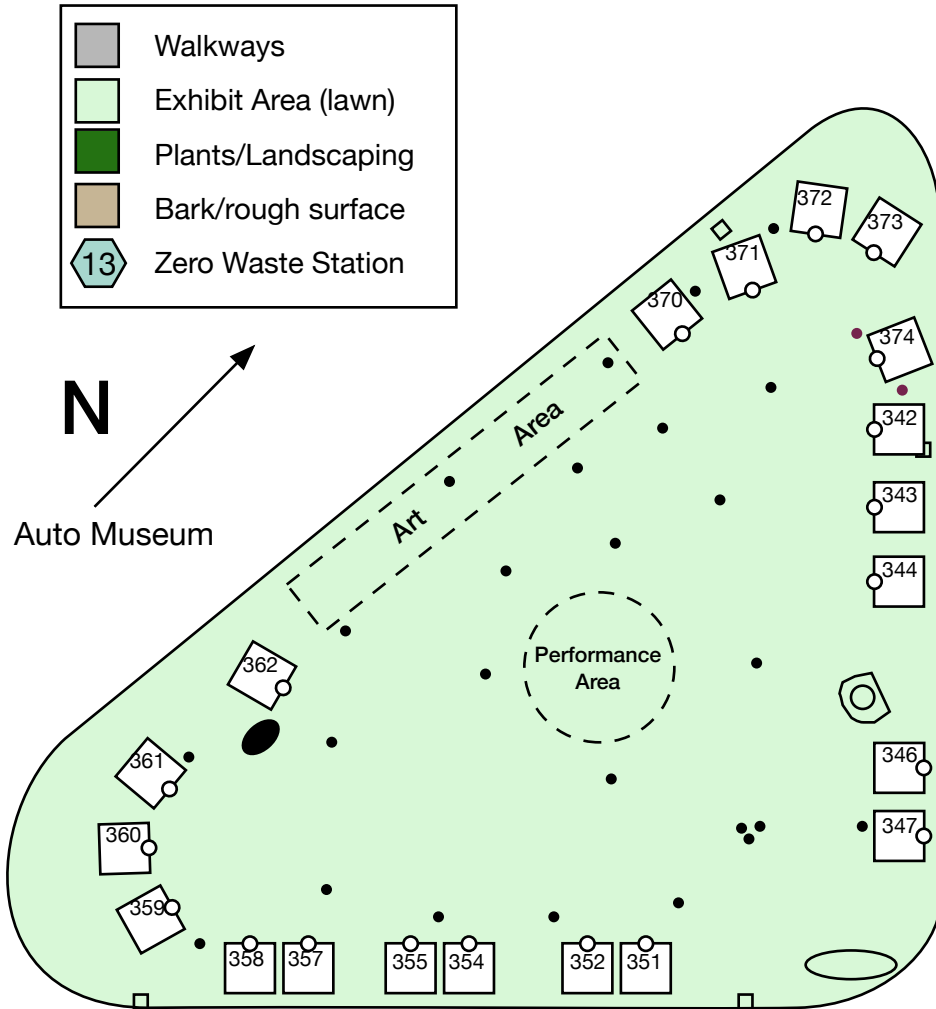 Walkways
Exhibit Area (lawn)
Plants/Landscaping
Bark/rough surface
13 Zero Waste Station
N
Auto Museum
372
373
371
370
374
342
343
344
Art Area
Performance
Area
362
361
360
359
346
347
358
357
355
354
352
351